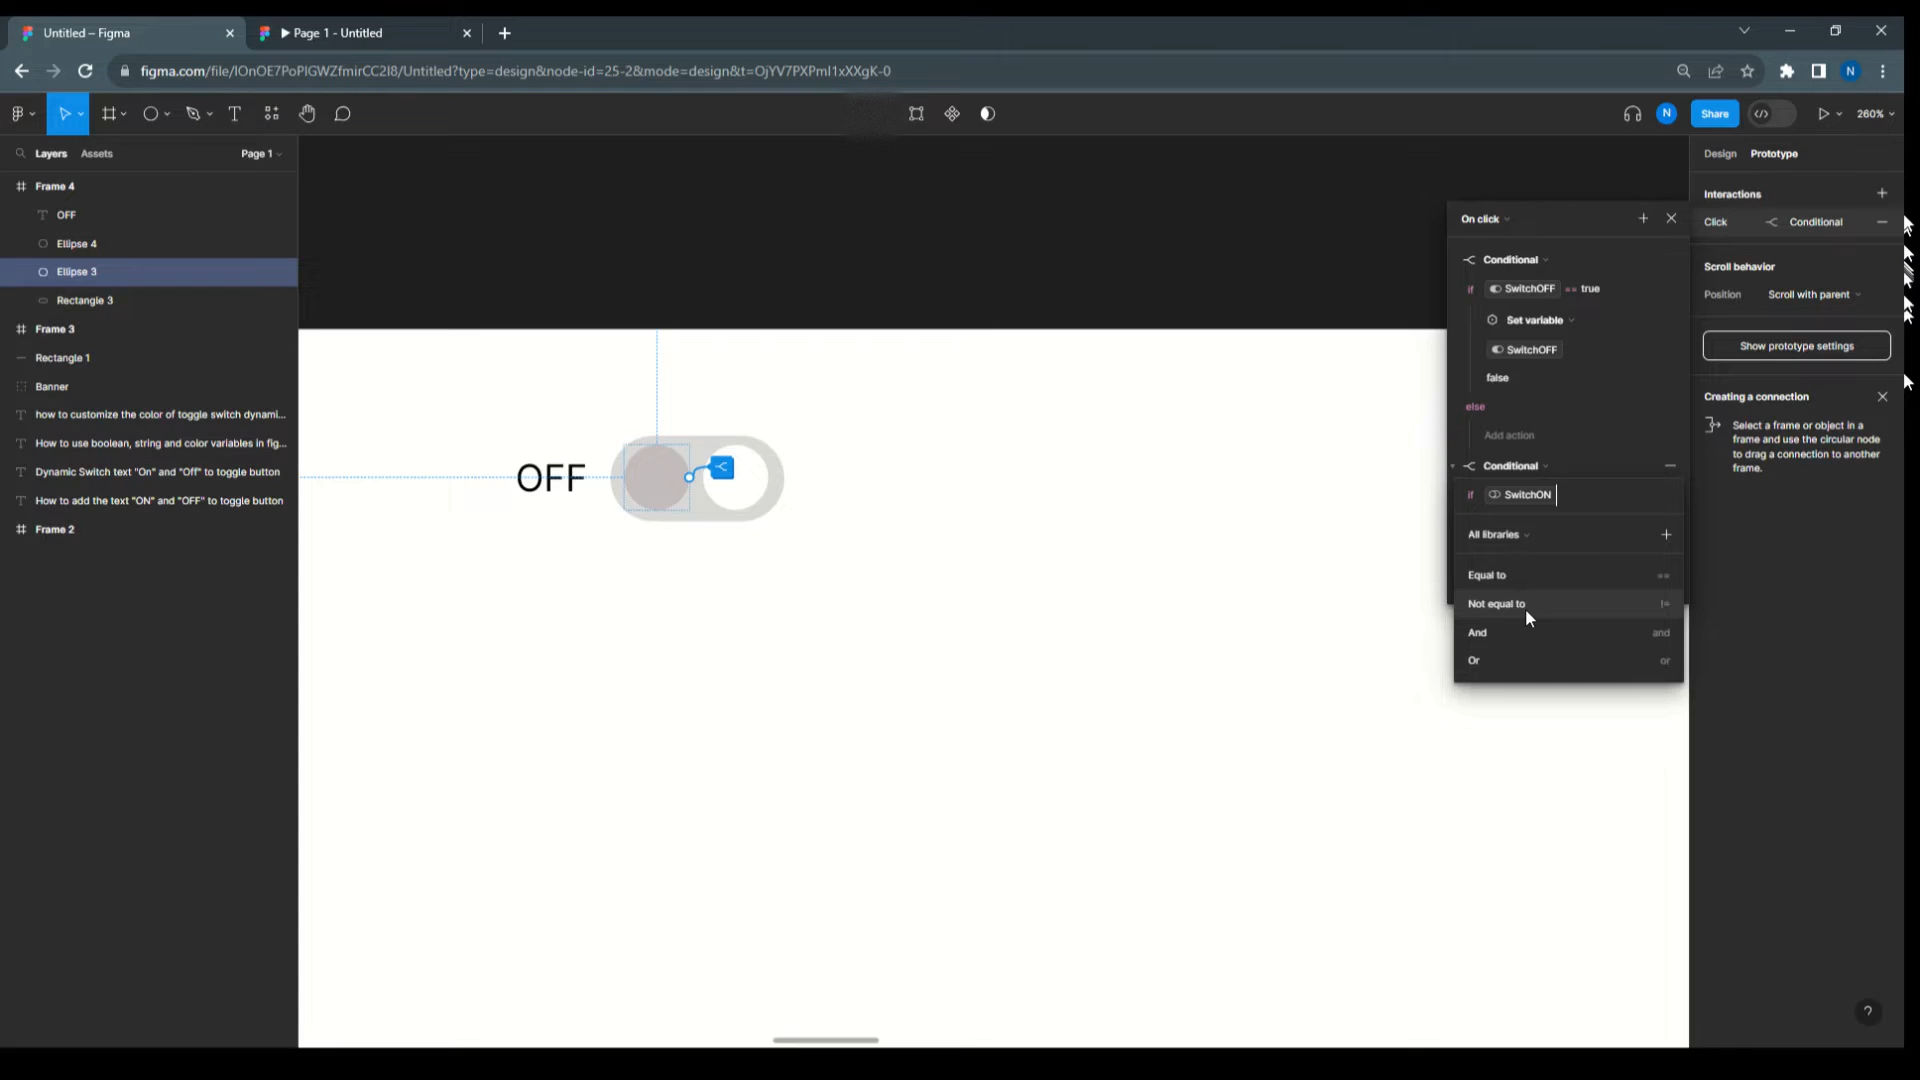 Untitled – Figma
Page 1 - Untitled
figma.com/file/IOnOE7PoPIGWZfmirCC2I8/Untitled?type=design&node-id=25-2&mode=design&t=OjYV7PXPmI1xXXgK-0
N
N
Share
260%
Layers
Assets
Page 1
Frame 4
OFF
Ellipse 4
Ellipse 3
Rectangle 3
Frame 3
Rectangle 1
Banner
how to customize the color of toggle switch dynami...
How to use boolean, string and color variables in fig...
Dynamic Switch text "On" and "Off" to toggle button
How to add the text "ON" and "OFF" to toggle button
Frame 2
OFF
On click
Conditional
if SwitchOFF == true
Set variable
SwitchOFF
false
else
Add action
Conditional
if SwitchON
All libraries
Equal to ==
Not equal to !=
And and
Or or
Design
Prototype
Interactions
Click Conditional
Scroll behavior
Position Scroll with parent
Show prototype settings
Creating a connection
Select a frame or object in a
frame and use the circular node
to drag a connection to another
frame.
?